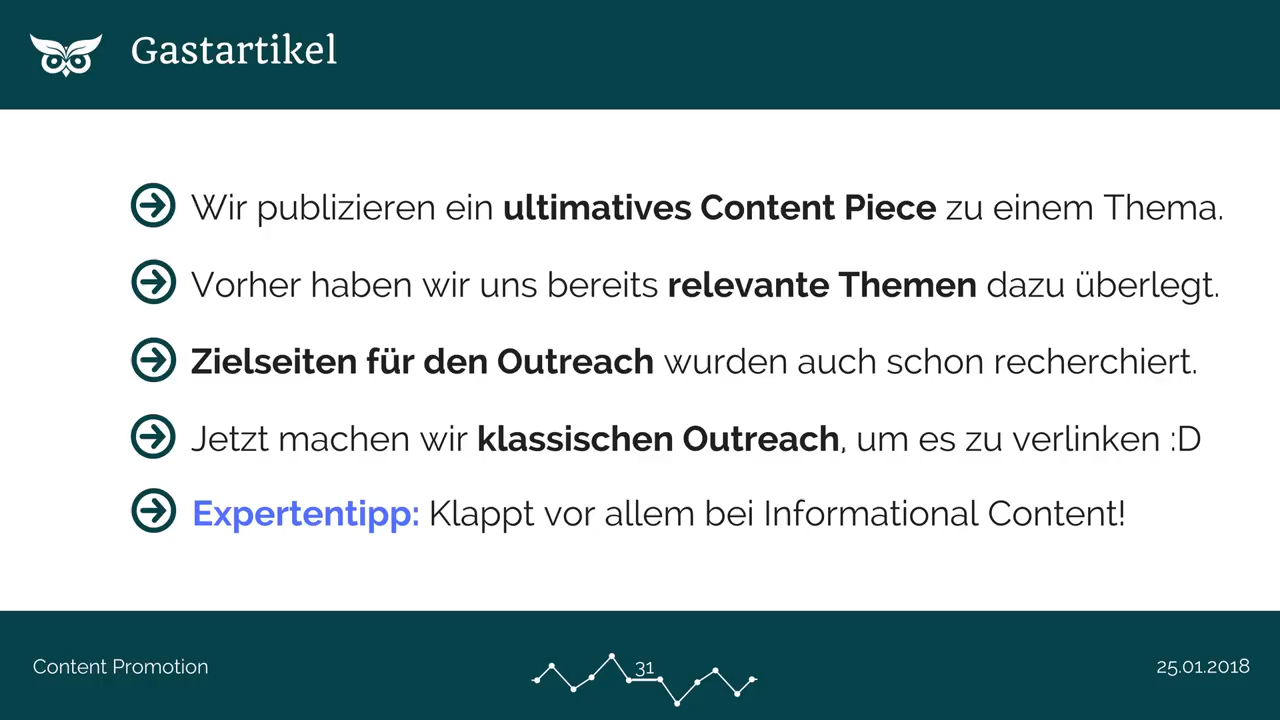 Gastartikel
Wir publizieren ein ultimatives Content Piece zu einem Thema.
Vorher haben wir uns bereits relevante Themen dazu überlegt.
Zielseiten für den Outreach wurden auch schon recherchiert.
Jetzt machen wir klassischen Outreach, um es zu verlinken :D
Expertentipp: Klappt vor allem bei Informational Content!
Content Promotion
31
25.01.2018